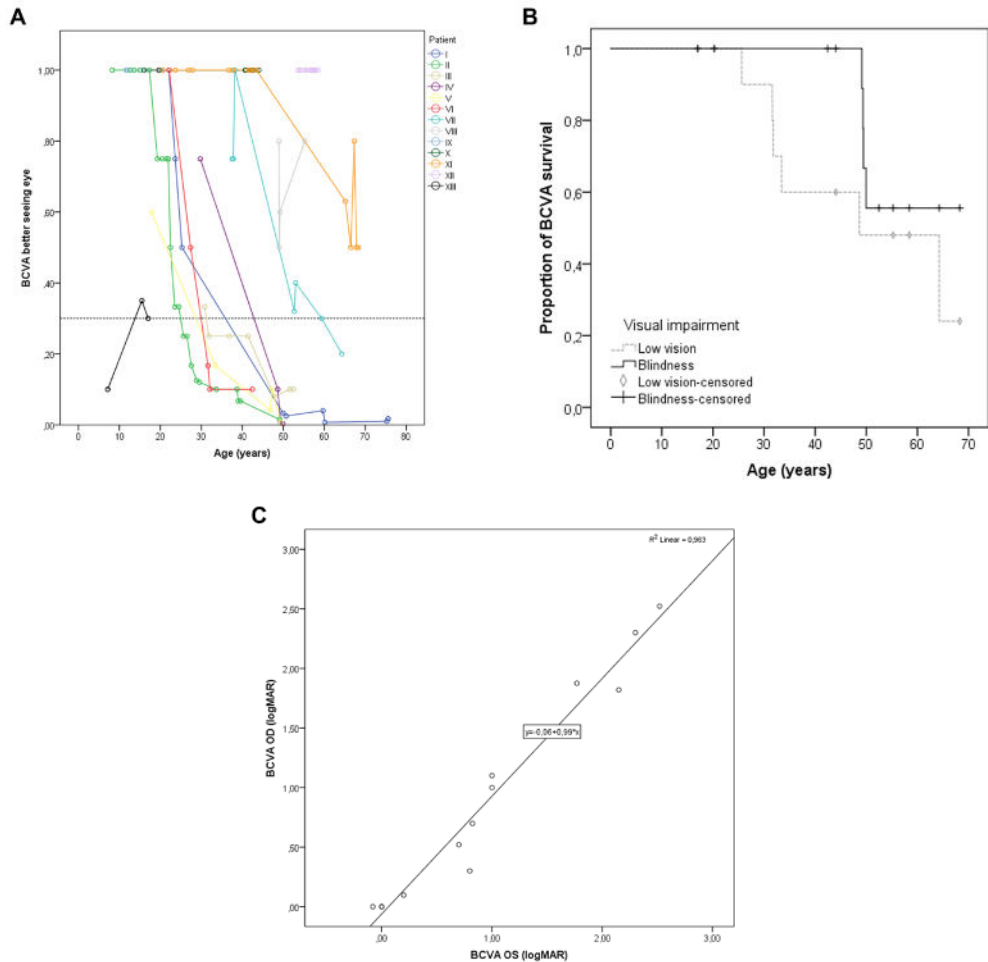 A
Patient
I
II
III
IV
V
VI
VII
VIII
IX
X
XI
XII
XIII
BCVA better seeing eye
1,00
,80
,60
,40
,20
,00
0 10 20 30 40 50 60 70 80
Age (years)
B
Proportion of BCVA survival
1,0
0,8
0,6
0,4
0,2
0,0
Visual impairment
Low vision
Blindness
Low vision-censored
Blindness-censored
0 10 20 30 40 50 60 70
Age (years)
C
R² Linear = 0,963
BCVA OD (logMAR)
3,00
2,50
2,00
1,50
1,00
,50
,00
y=-0,06+0,99*x
,00 1,00 2,00 3,00
BCVA OS (logMAR)